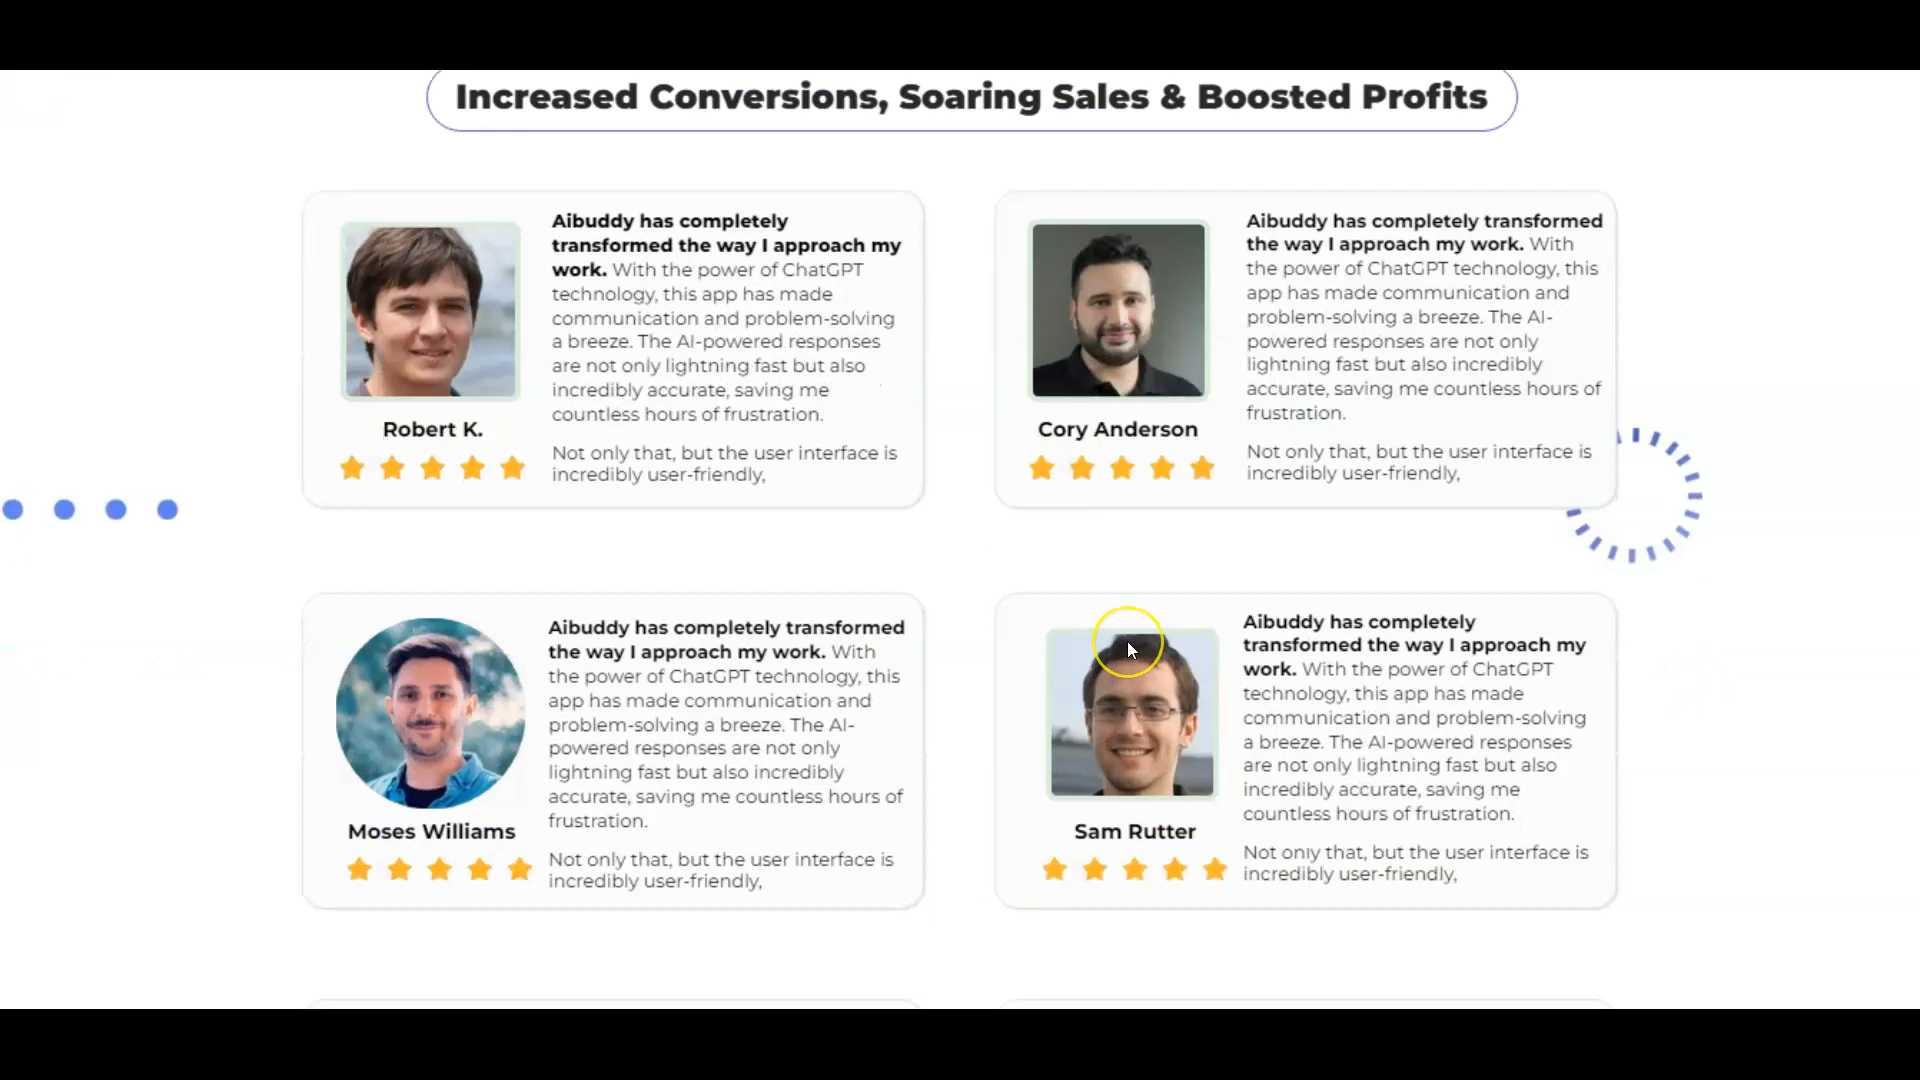 Increased Conversions, Soaring Sales & Boosted Profits
Aibuddy has completely
transformed the way I approach my
work. With the power of ChatGPT
technology, this app has made
communication and problem-solving
a breeze. The AI-powered responses
are not only lightning fast but also
incredibly accurate, saving me
countless hours of frustration.
Not only that, but the user interface is
incredibly user-friendly,
Robert K.
Aibuddy has completely transformed
the way I approach my work. With
the power of ChatGPT technology, this
app has made communication and
problem-solving a breeze. The AI-
powered responses are not only
lightning fast but also incredibly
accurate, saving me countless hours of
frustration.
Not only that, but the user interface is
incredibly user-friendly,
Cory Anderson
Aibuddy has completely transformed
the way I approach my work. With
the power of ChatGPT technology, this
app has made communication and
problem-solving a breeze. The AI-
powered responses are not only
lightning fast but also incredibly
accurate, saving me countless hours of
frustration.
Not only that, but the user interface is
incredibly user-friendly,
Moses Williams
Aibuddy has completely
transformed the way I approach my
work. With the power of ChatGPT
technology, this app has made
communication and problem-solving
a breeze. The AI-powered responses
are not only lightning fast but also
incredibly accurate, saving me
countless hours of frustration.
Not only that, but the user interface is
incredibly user-friendly,
Sam Rutter